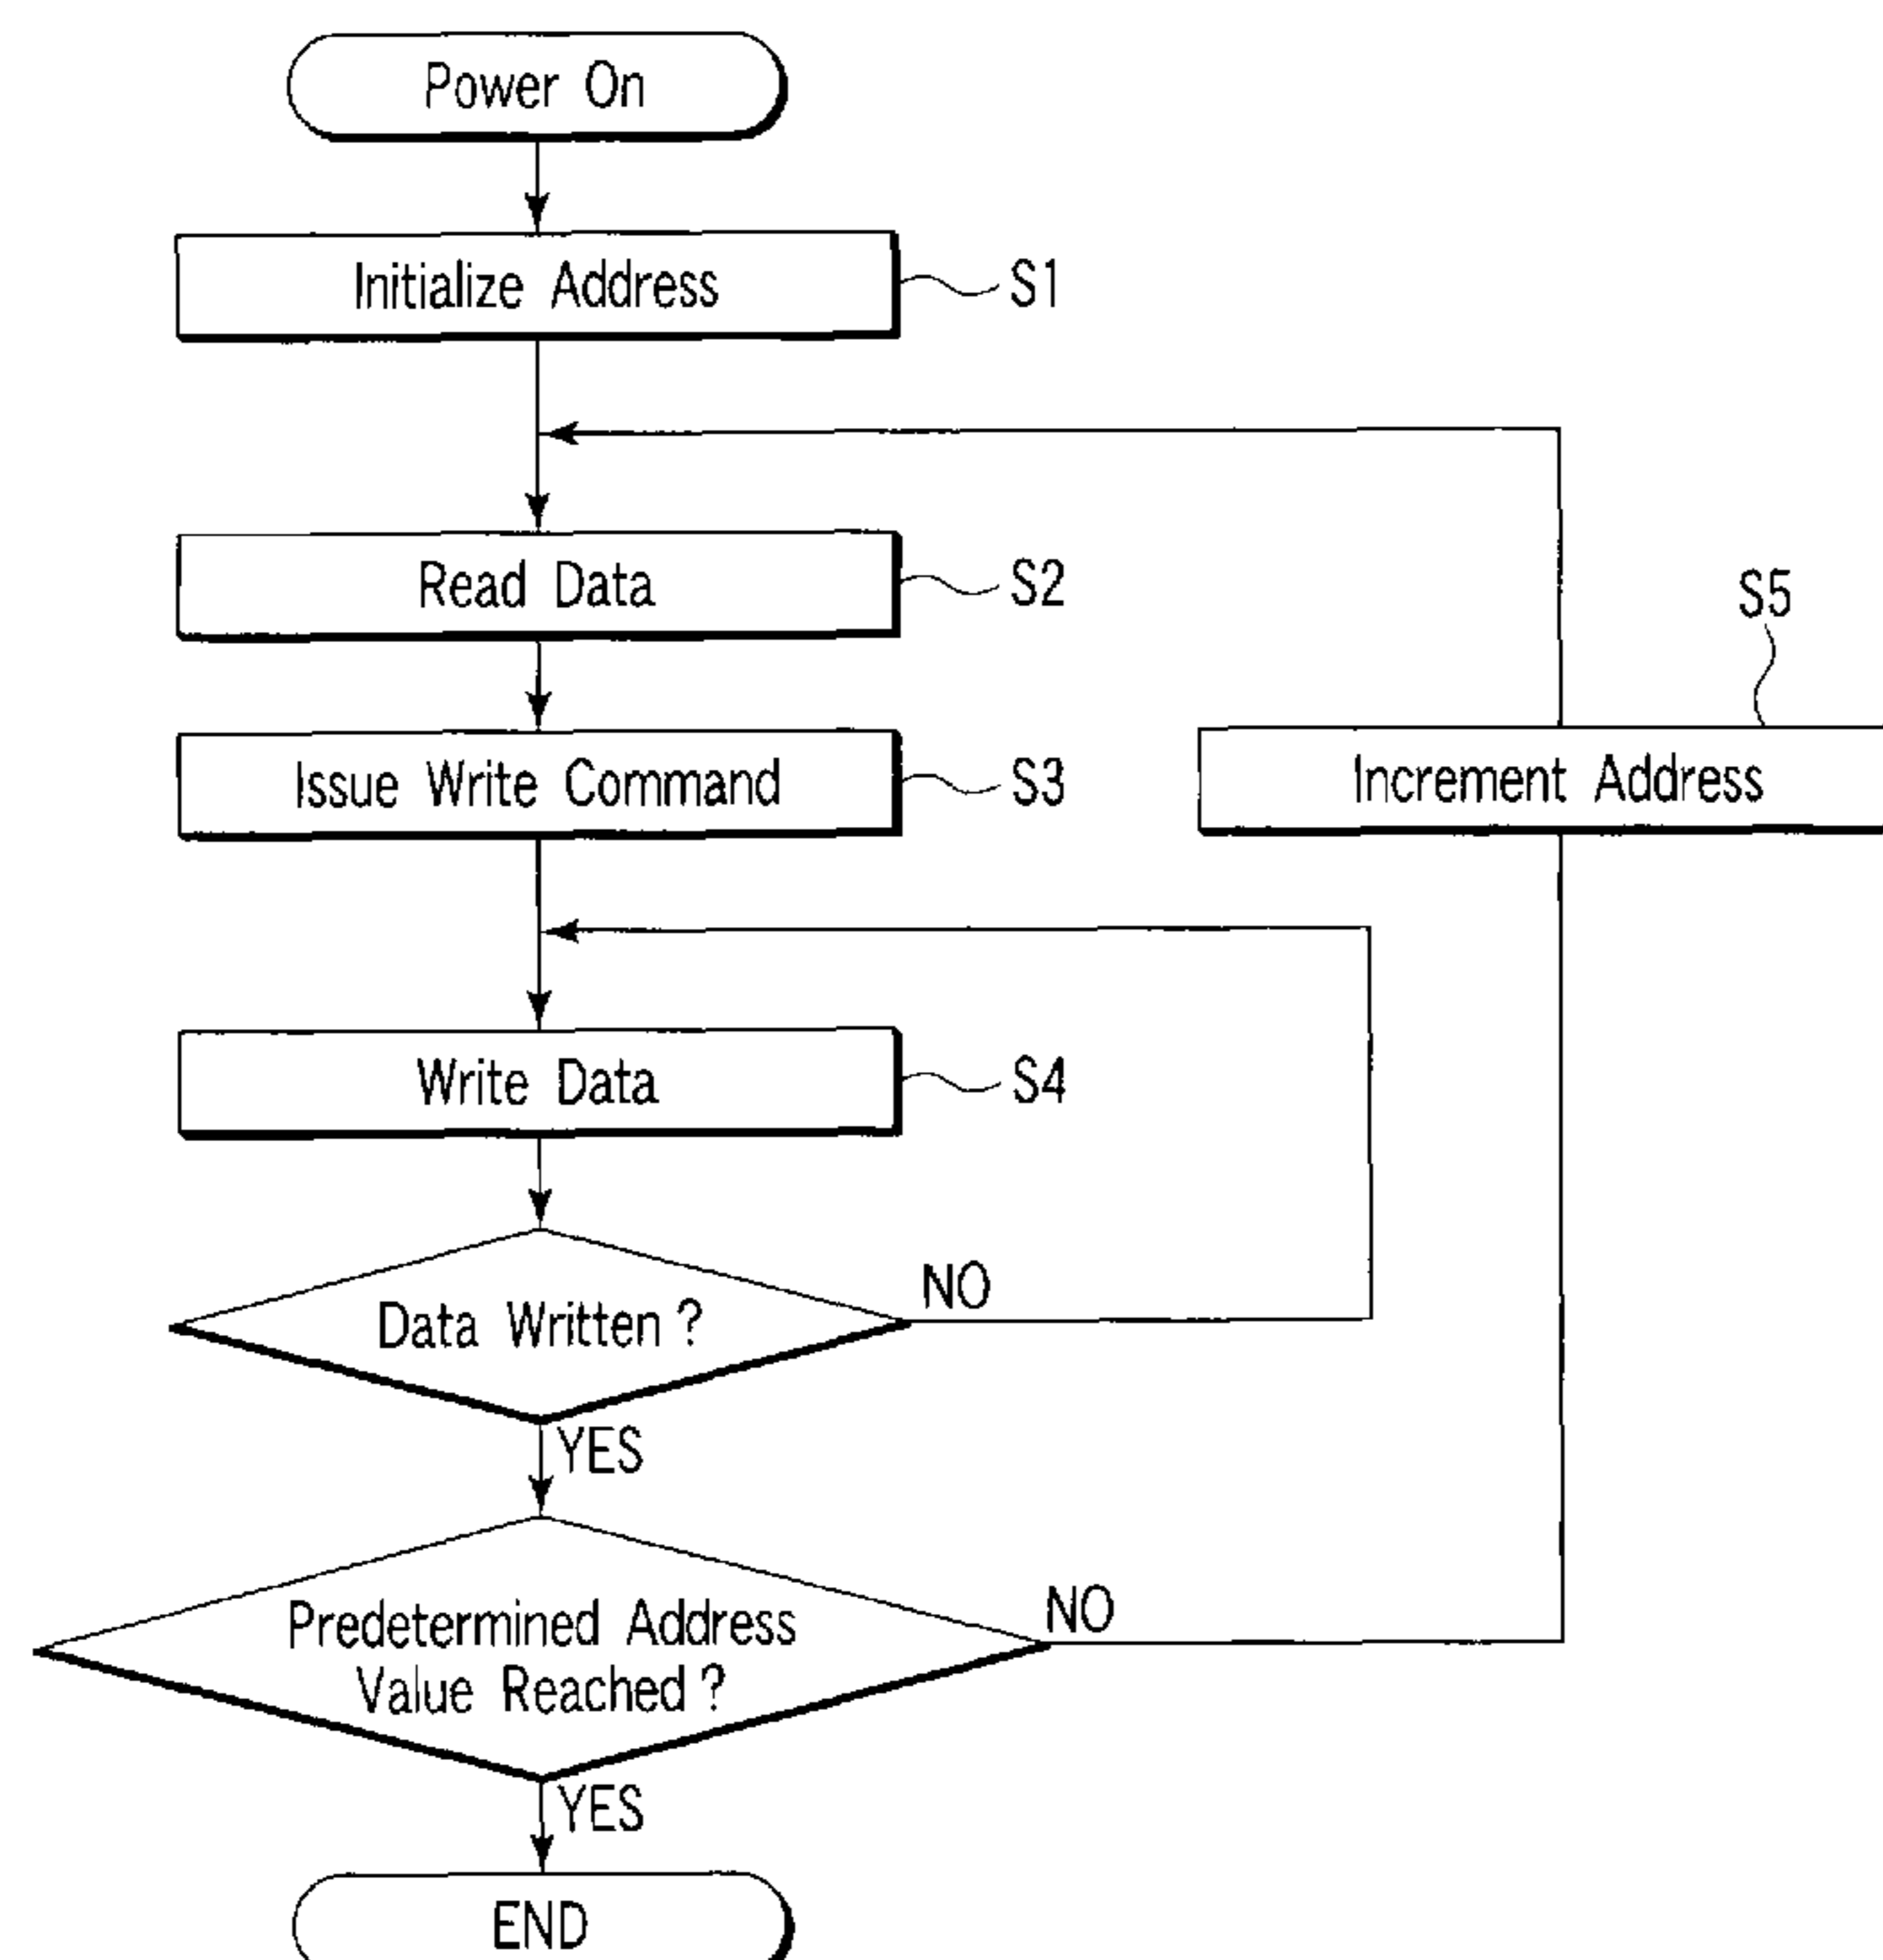 Power On
Initialize Address
S1
Read Data
S2
S5
Issue Write Command
S3
Increment Address
Write Data
S4
Data Written ?
NO
YES
Predetermined Address
Value Reached ?
NO
YES
END